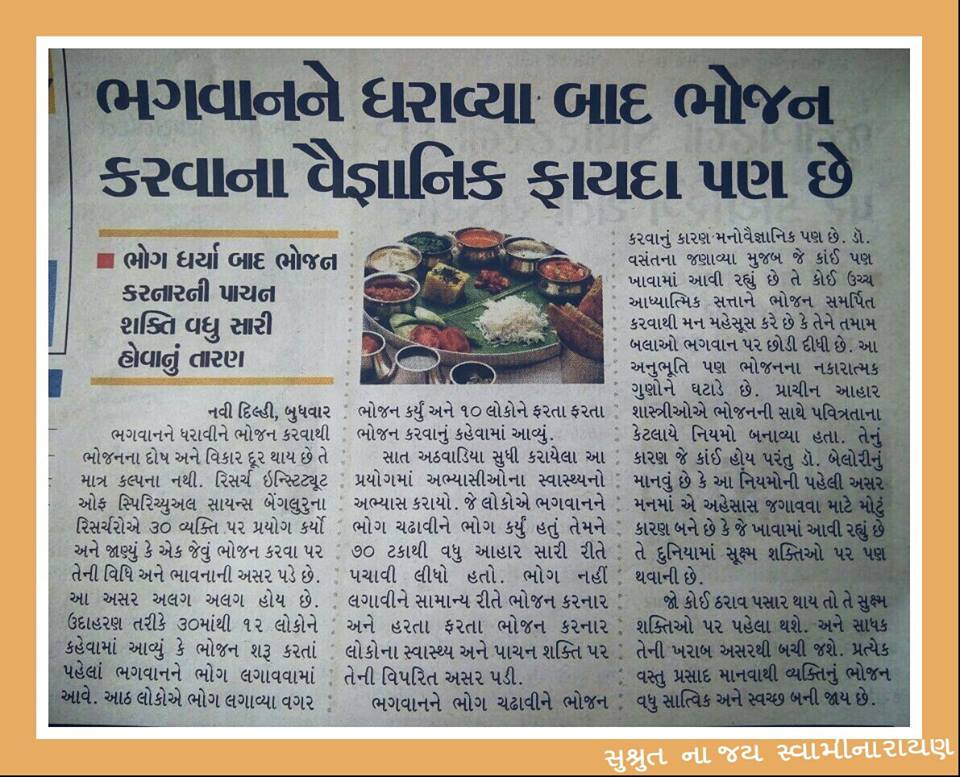 ભગવાનને ધરાવ્યા બાદ ભોજન
કરવાના વૈજ્ઞાનિક ફાયદા પણ છે
ભોગ ધર્યા બાદ ભોજન
કરનારની પાચન
શક્તિ વધુ સારી
હોવાનું તારણ
નવી દિલ્હી, બુધવાર
ભગવાનને ધરાવીને ભોજન કરવાથી
ભોજનના દોષ અને વિકાર દૂર થાય છે તે
માત્ર કલ્પના નથી. રિસર્ચ ઈન્સ્ટિટ્યૂટ
ઓફ સ્પિરિચ્યુઅલ સાયન્સ બેંગલુરુના
રિસર્ચરોએ ૩૦ વ્યક્તિ પર પ્રયોગ કર્યો
અને જાણ્યું કે એક જેવું ભોજન કરવા પર
તેની વિધિ અને ભાવનાની અસર પડે છે.
આ અસર અલગ અલગ હોય છે.
ઉદાહરણ તરીકે ૩૦માંથી ૧૨ લોકોને
કહેવામાં આવ્યું કે ભોજન શરૂ કરતાં
પહેલાં ભગવાનને ભોગ લગાવવામાં
આવે. આઠ લોકોએ ભોગ લગાવ્યા વગર
ભોજન કર્યું અને ૧૦ લોકોને ફરતા ફરતા
ભોજન કરવાનું કહેવામાં આવ્યું.
સાત અઠવાડિયા સુધી કરાયેલા આ
પ્રયોગમાં અભ્યાસીઓના સ્વાસ્થ્યનો
અભ્યાસ કરાયો. જે લોકોએ ભગવાનને
ભોગ ચઢાવીને ભોગ કર્યું હતું તેમને
૭૦ ટકાથી વધુ આહાર સારી રીતે
પચાવી લીધો હતો. ભોગ નહીં
લગાવીને સામાન્ય રીતે ભોજન કરનાર
અને હરતા ફરતા ભોજન કરનાર
લોકોના સ્વાસ્થ્ય અને પાચન શક્તિ પર
તેની વિપરિત અસર પડી.
ભગવાનને ભોગ ચઢાવીને ભોજન
કરવાનું કારણ મનોવૈજ્ઞાનિક પણ છે. ડૉ.
વસંતના જણાવ્યા મુજબ જે કાંઈ પણ
ખાવામાં આવી રહ્યું છે તે કોઈ ઉચ્ચ
આધ્યાત્મિક સત્તાને ભોજન સમર્પિત
કરવાથી મન મહેસૂસ કરે છે કે તેને તમામ
બલાઓ ભગવાન પર છોડી દીધી છે. આ
અનુભૂતિ પણ ભોજનના નકારાત્મક
ગુણોને ઘટાડે છે. પ્રાચીન આહાર
શાસ્ત્રીઓએ ભોજનની સાથે પવિત્રતાના
કેટલાયે નિયમો બનાવ્યા હતા. તેનું
કારણ જે કાંઈ હોય પરંતુ ડૉ. બેલોરીનું
માનવું છે કે આ નિયમોની પહેલી અસર
મનમાં એ અહેસાસ જગાવવા માટે મોટું
કારણ બને છે કે જે ખાવામાં આવી રહ્યું છે
તે દુનિયામાં સૂક્ષ્મ શક્તિઓ પર પણ
થવાની છે.
જો કોઈ ઠરાવ પસાર થાય તો તે સુક્ષ્મ
શક્તિઓ પર પહેલા થશે. અને સાધક
તેની ખરાબ અસરથી બચી જશે. પ્રત્યેક
વસ્તુ પ્રસાદ માનવાથી વ્યક્તિનું ભોજન
વધુ સાત્વિક અને સ્વચ્છ બની જાય છે.
સુશ્રુત ના જય સ્વામીનારાયણ